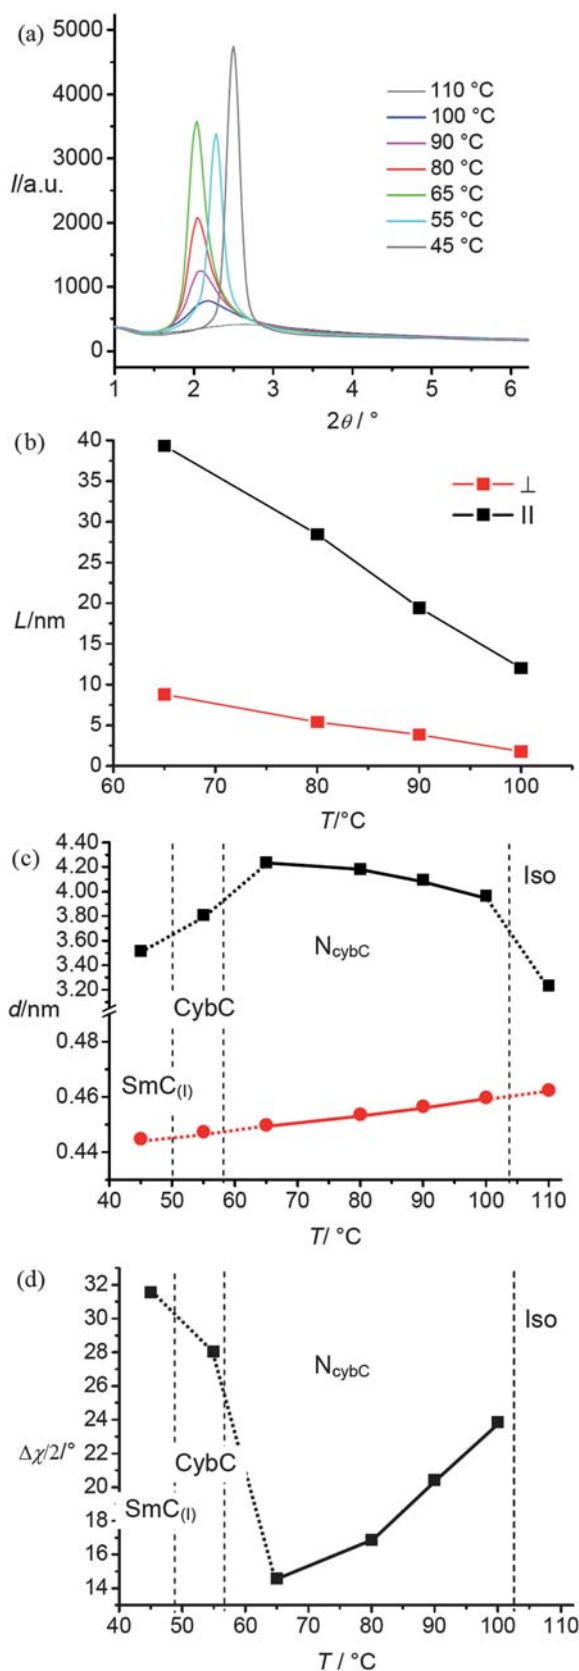 (a)
5000
4000
3000
2000
1000
0
I/a.u.
110 °C
100 °C
90 °C
80 °C
65 °C
55 °C
45 °C
1 2 3 4 5 6
2θ / °
(b)
40
35
30
25
20
15
10
5
0
L/nm
⊥
||
60 70 80 90 100
T/°C
(c)
4.40
4.20
4.00
3.80
3.60
3.40
3.20
d/nm
0.48
0.46
0.44
Iso
NcybC
CybC
SmC(I)
40 50 60 70 80 90 100 110
T/ °C
(d)
32
30
28
26
24
22
20
18
16
14
Δχ/2/°
Iso
NcybC
CybC
SmC(I)
40 50 60 70 80 90 100 110
T / °C